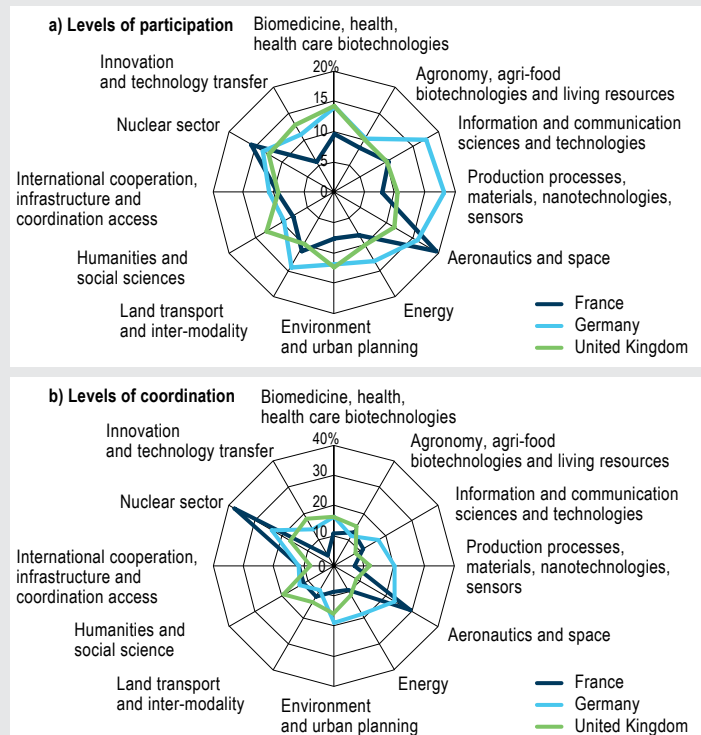 a) Levels of participation
Biomedicine, health,
health care biotechnologies
20%
15
10
5
0
Agronomy, agri-food
biotechnologies and living resources
Information and communication
sciences and technologies
Production processes,
materials, nanotechnologies,
sensors
Aeronautics and space
Energy
Environment
and urban planning
Land transport
and inter-modality
Humanities and
social sciences
International cooperation,
infrastructure and
coordination access
Nuclear sector
Innovation
and technology transfer
France
Germany
United Kingdom
b) Levels of coordination
Biomedicine, health,
health care biotechnologies
40%
30
20
10
0
Agronomy, agri-food
biotechnologies and living resources
Information and communication
sciences and technologies
Production processes,
materials, nanotechnologies,
sensors
Aeronautics and space
Energy
Environment
and urban planning
Land transport
and inter-modality
Humanities and
social science
International cooperation,
infrastructure and
coordination access
Nuclear sector
Innovation
and technology transfer
France
Germany
United Kingdom